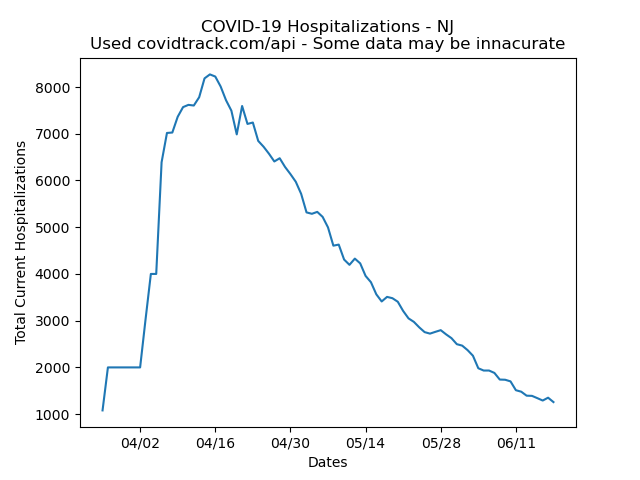 COVID-19 Hospitalizations - NJ
Used covidtrack.com/api - Some data may be innacurate
8000
7000
6000
5000
4000
3000
2000
1000
Total Current Hospitalizations
04/02 04/16 04/30 05/14 05/28 06/11
Dates